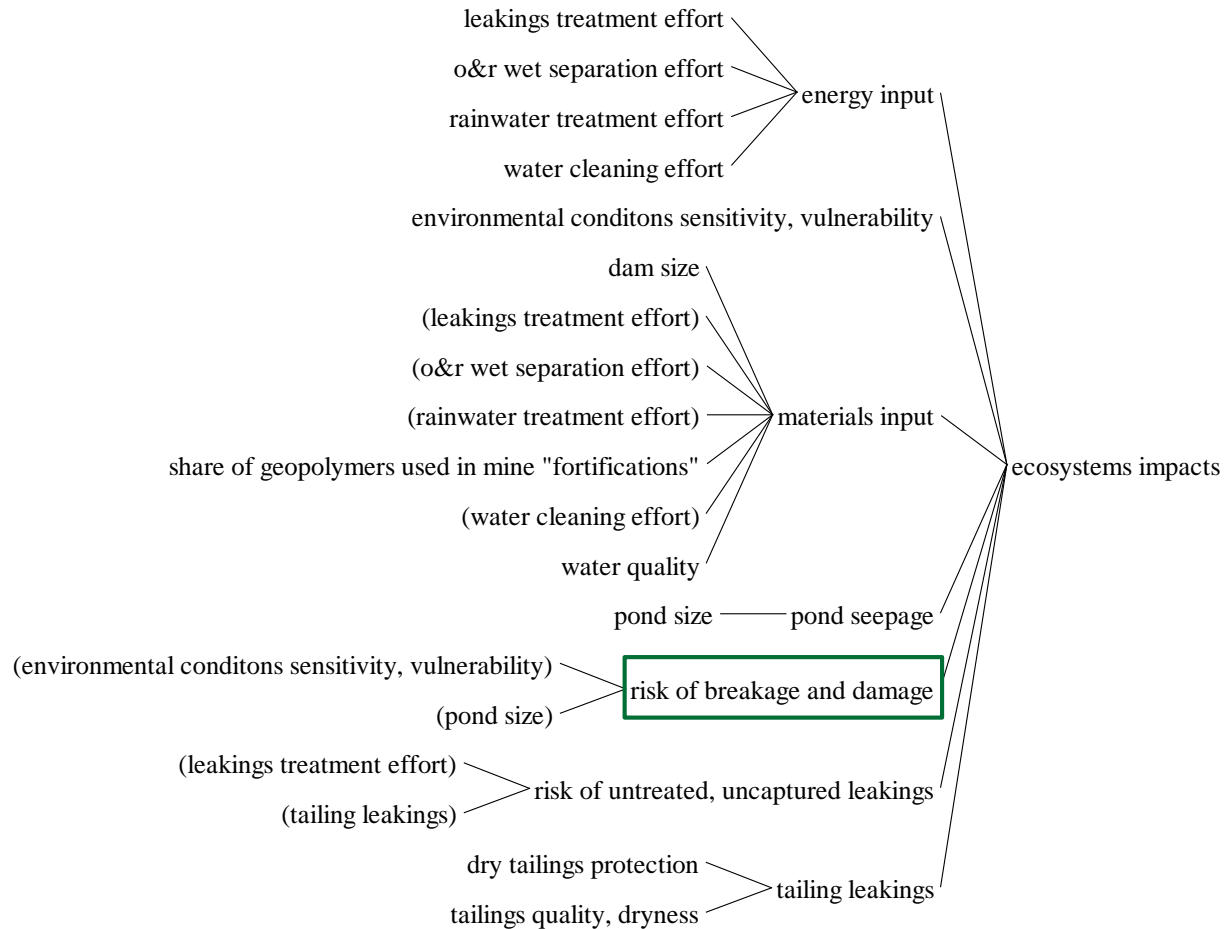 leakings treatment effort
o&r wet separation effort
energy input
rainwater treatment effort
water cleaning effort
environmental conditons sensitivity, vulnerability
dam size
(leakings treatment effort)
(o&r wet separation effort)
(rainwater treatment effort)
materials input
share of geopolymers used in mine "fortifications"
ecosystems impacts
(water cleaning effort)
water quality
pond size
pond seepage
(environmental conditons sensitivity, vulnerability)
risk of breakage and damage
(pond size)
(leakings treatment effort)
risk of untreated, uncaptured leakings
(tailing leakings)
dry tailings protection
tailing leakings
tailings quality, dryness